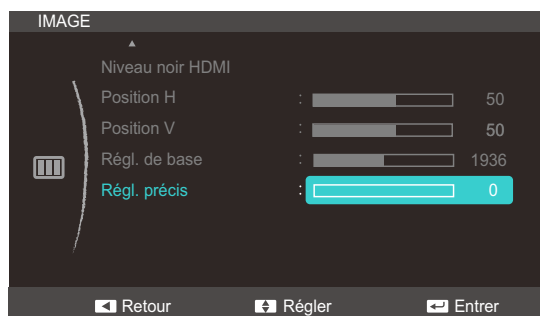 IMAGE
Niveau noir HDMI
Position H : 50
Position V : 50
Régl. de base : 1936
Régl. précis : 0
Retour Régler Entrer